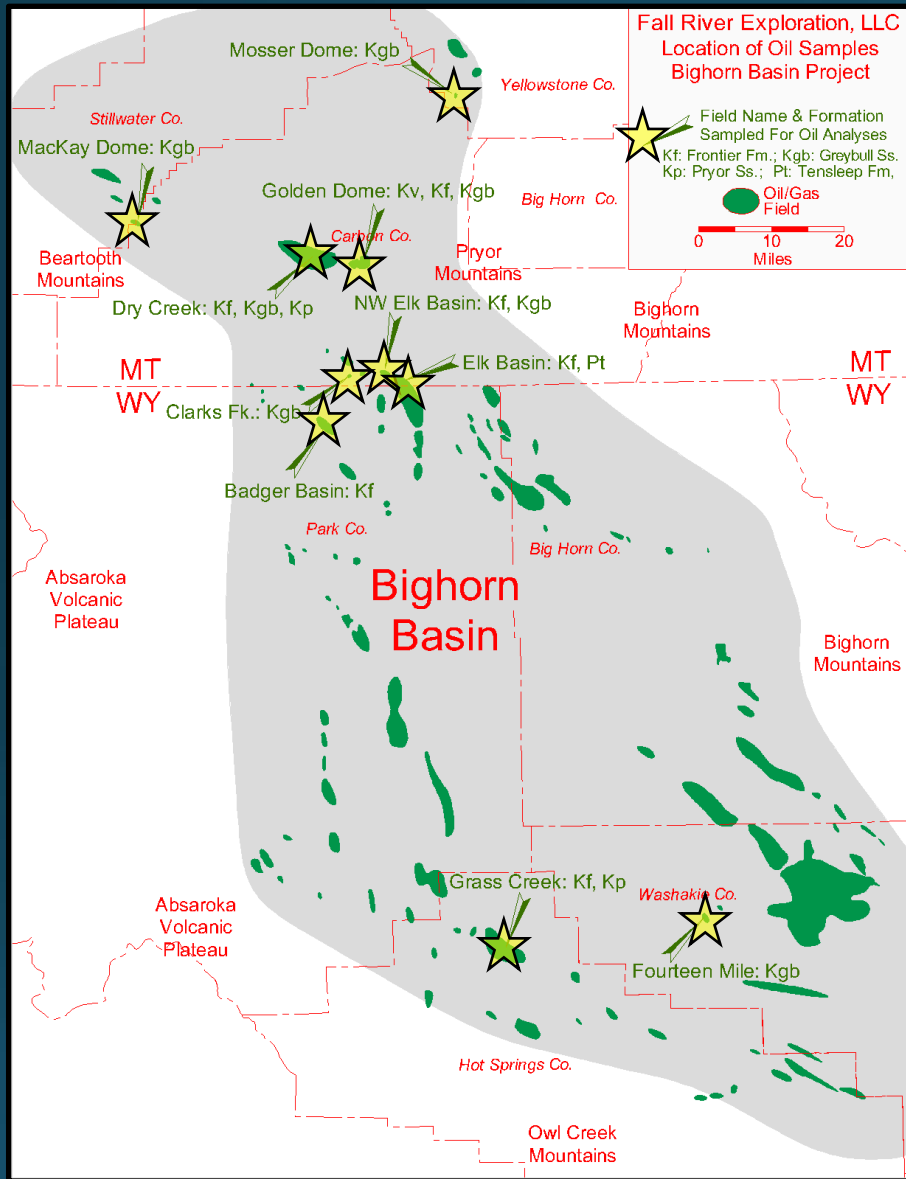 Fall River Exploration, LLC
Location of Oil Samples
Bighorn Basin Project
Field Name & Formation
Sampled For Oil Analyses
Kf: Frontier Fm.; Kgb: Greybull Ss.
Kp: Pryor Ss.; Pt: Tensleep Fm,
Oil/Gas
Field
0 5 10 20
Miles
Mosser Dome: Kgb
Yellowstone Co.
Stillwater Co.
MacKay Dome: Kgb
Golden Dome: Kv, Kf, Kgb
Big Horn Co.
Carbon Co.
Beartooth
Mountains
Pryor
Mountains
Dry Creek: Kf, Kgb, Kp
NW Elk Basin: Kf, Kgb
Bighorn
Mountains
Elk Basin: Kf, Pt
MT
WY
MT
WY
Clarks Fk.: Kgb
Badger Basin: Kf
Park Co.
Big Horn Co.
Absaroka
Volcanic
Plateau
Bighorn
Basin
Bighorn
Mountains
Grass Creek: Kf, Kp
Washakie Co.
Absaroka
Volcanic
Plateau
Fourteen Mile: Kgb
Hot Springs Co.
Owl Creek
Mountains